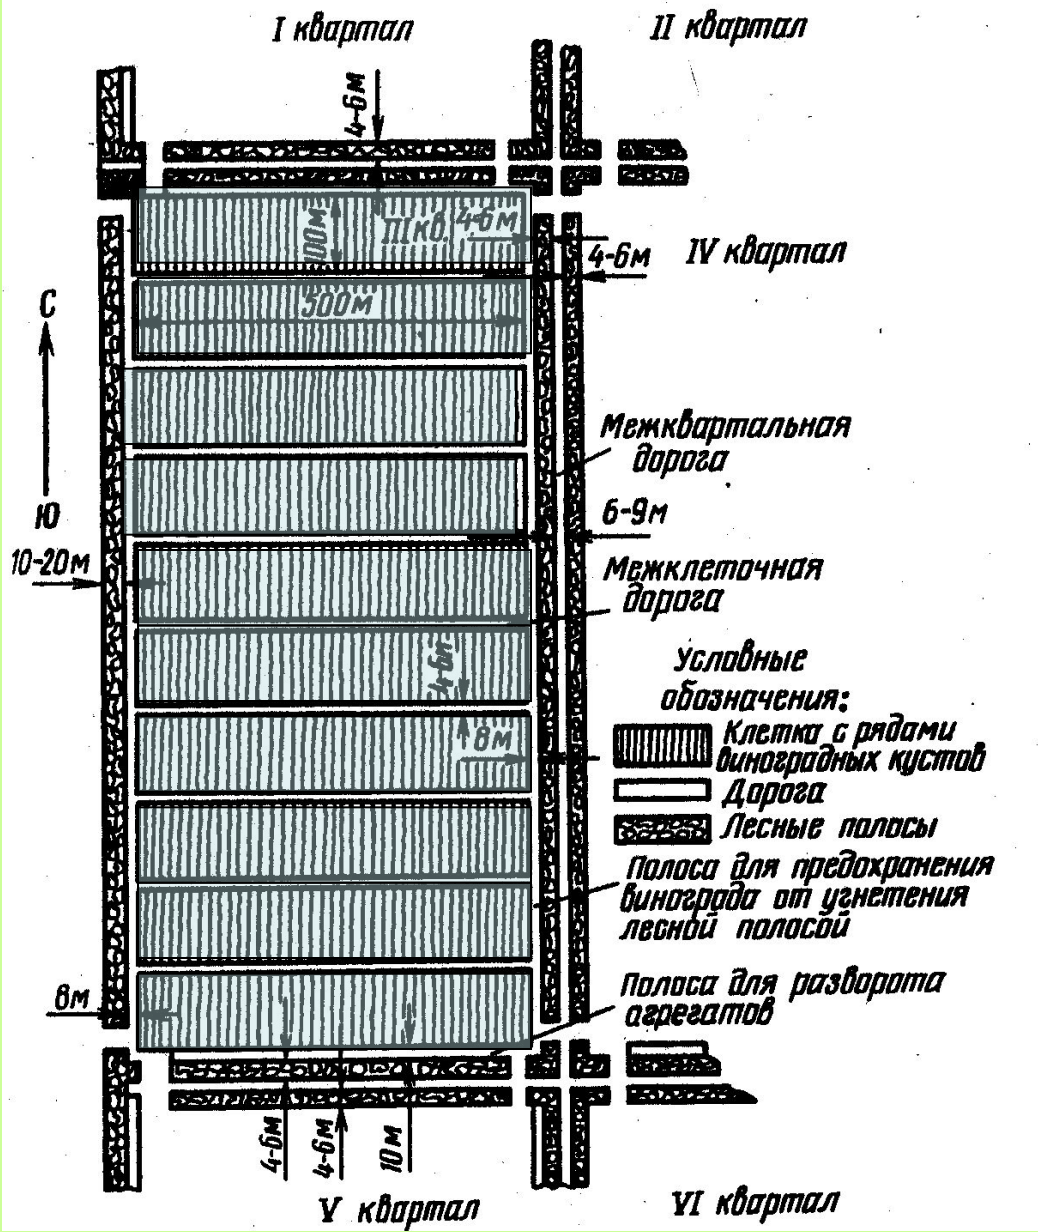 I квартал
II квартал
4-6м
III кв.
4-6м
100м
4-6м
IV квартал
500м
С
Ю
Межквартальная
дорога
6-9м
10-20м
Межклеточная
дорога
4-6м
8м
Условные
обозначения:
Клетка с рядами
виноградных кустов
Дорога
Лесные полосы
Полоса для предохранения
винограда от угнетения
лесной полосой
Полоса для разворота
агрегатов
8м
4-6м
4-6м
10м
V квартал
VI квартал